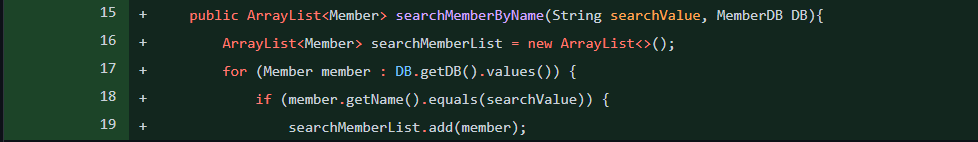 15 + public ArrayList<Member> searchMemberByName(String searchValue, MemberDB DB){
16 + ArrayList<Member> searchMemberList = new ArrayList<>();
17 + for (Member member : DB.getDB().values()) {
18 + if (member.getName().equals(searchValue)) {
19 + searchMemberList.add(member);